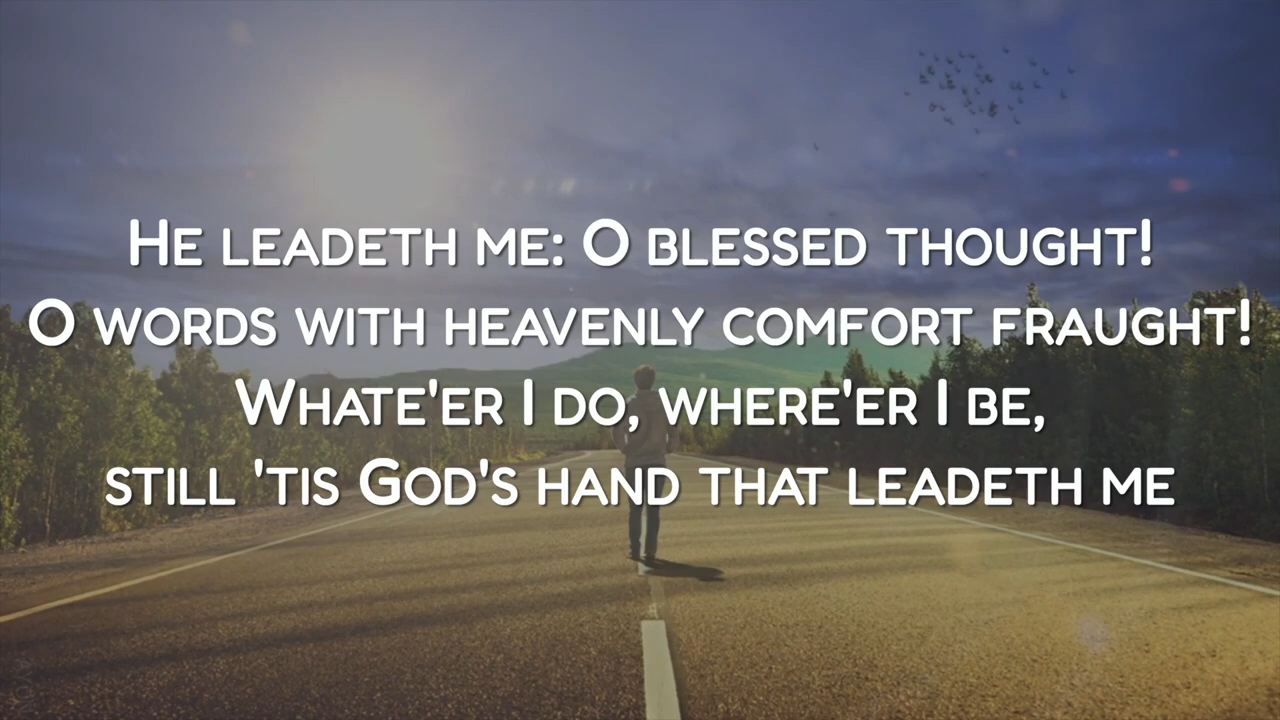 He leadeth me: O blessed thought!
O words with heavenly comfort fraught!
Whate'er I do, where'er I be,
still 'tis God's hand that leadeth me